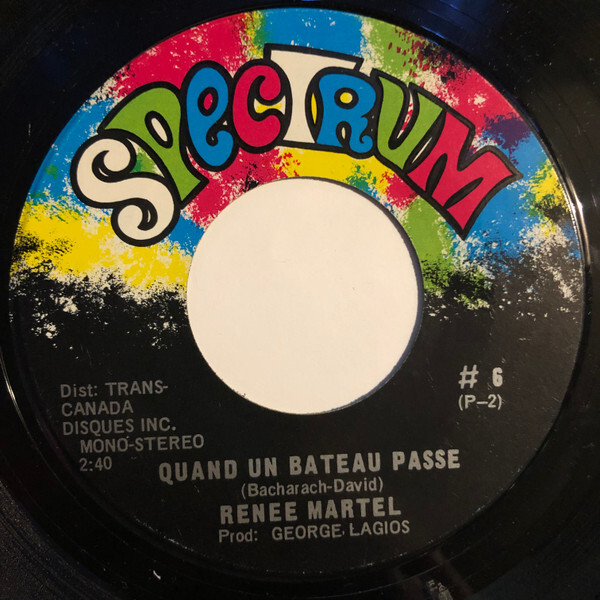 SPECTRUM
Dist: TRANS-
CANADA
DISQUES INC.
MONO-STEREO
2:40
# 6
(P-2)
QUAND UN BATEAU PASSE
(Bacharach-David)
RENEE MARTEL
Prod: GEORGE LAGIOS